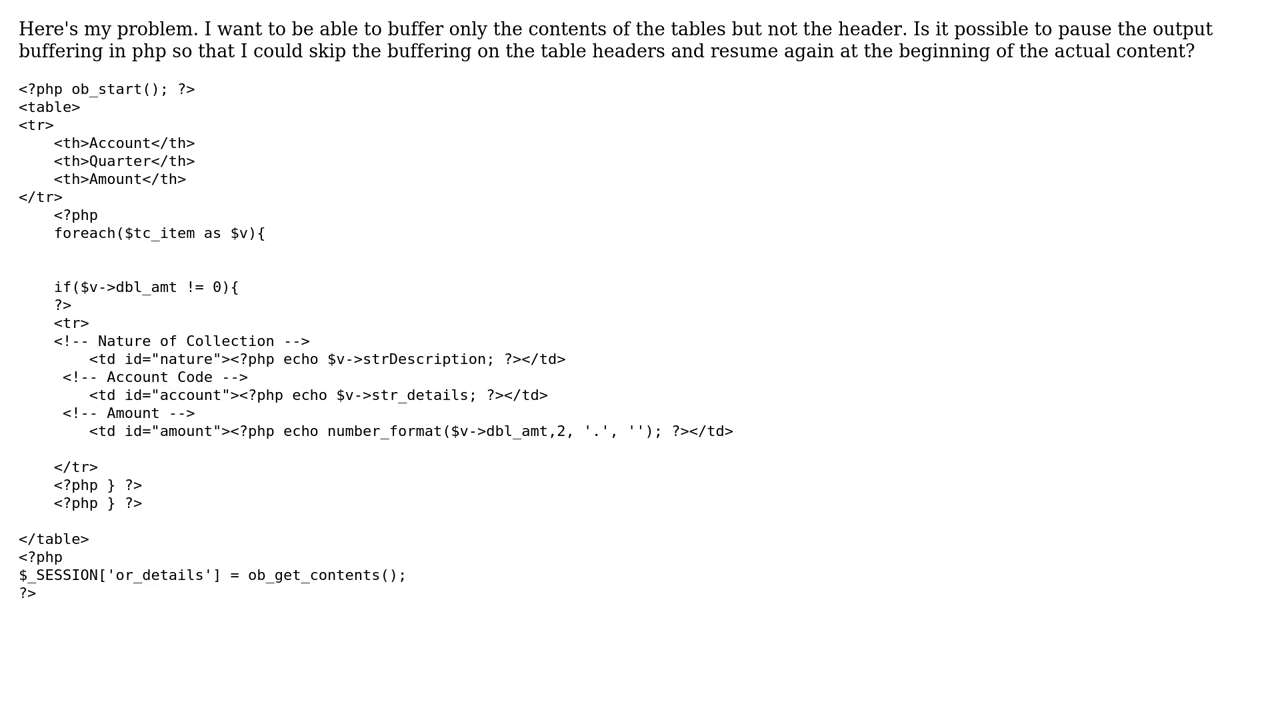 Here's my problem. I want to be able to buffer only the contents of the tables but not the header. Is it possible to pause the output
buffering in php so that I could skip the buffering on the table headers and resume again at the beginning of the actual content?
<?php ob_start(); ?>
<table>
<tr>
    <th>Account</th>
    <th>Quarter</th>
    <th>Amount</th>
</tr>
    <?php
    foreach($tc_item as $v){
    if($v->dbl_amt != 0){
    ?>
    <tr>
    <!-- Nature of Collection -->
        <td id="nature"><?php echo $v->strDescription; ?></td>
     <!-- Account Code -->
        <td id="account"><?php echo $v->str_details; ?></td>
     <!-- Amount -->
        <td id="amount"><?php echo number_format($v->dbl_amt,2, '.', ''); ?></td>
    </tr>
    <?php } ?>
    <?php } ?>
</table>
<?php
$_SESSION['or_details'] = ob_get_contents();
?>